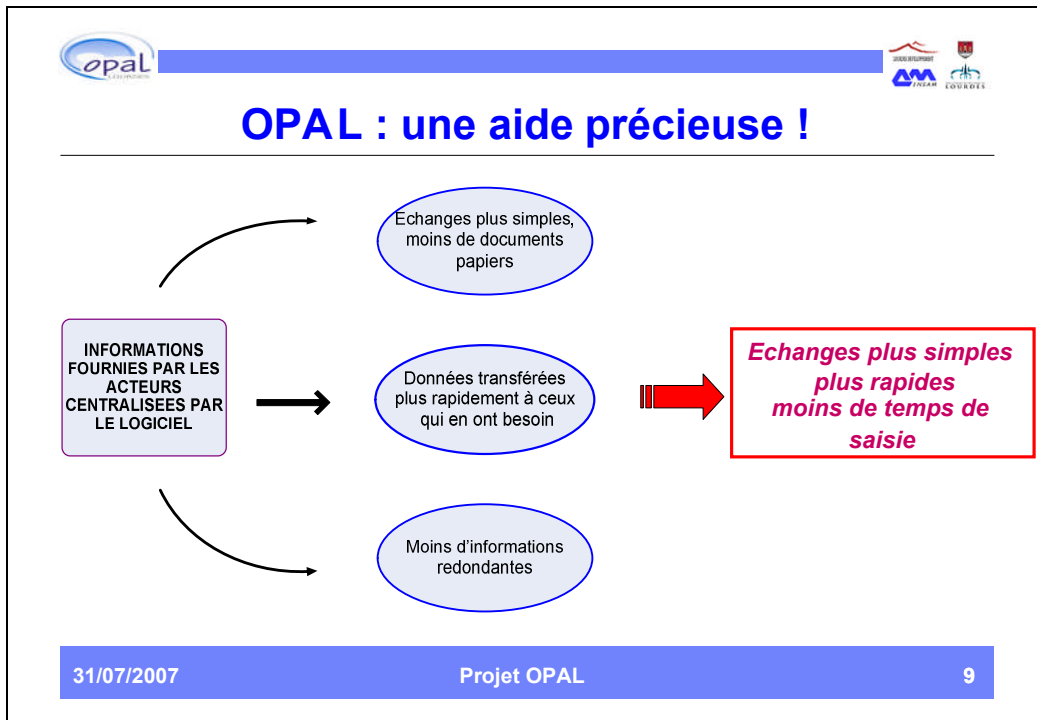 opaL
LOURDES
ENSAM
LOURDES
OPAL : une aide précieuse !
Echanges plus simples,
moins de documents
papiers
INFORMATIONS
FOURNIES PAR LES
ACTEURS
CENTRALISEES PAR
LE LOGICIEL
Données transférées
plus rapidement à ceux
qui en ont besoin
Echanges plus simples
plus rapides
moins de temps de
saisie
Moins d’informations
redondantes
31/07/2007
Projet OPAL
9